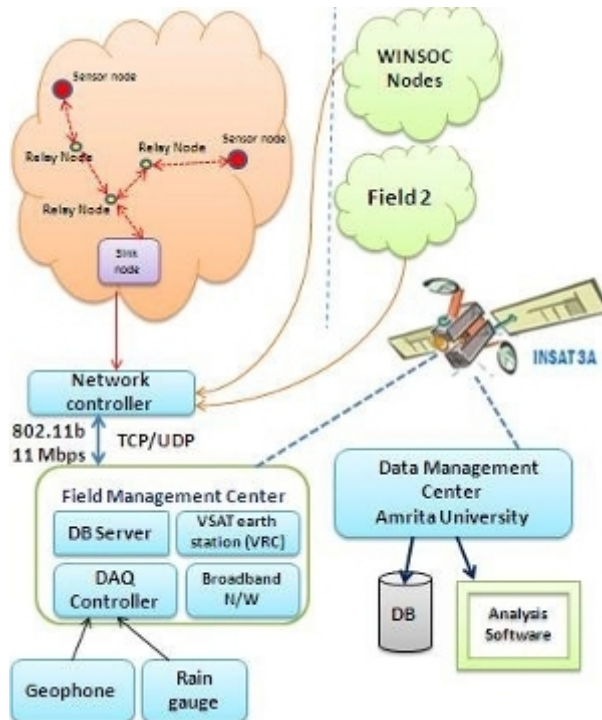 Sensor node
WINSOC
Nodes
Sensor node
Relay Node
Relay Node
Relay Node
Field 2
Sink
node
INSAT 3A
Network
controller
802.11b
11 Mbps
TCP/UDP
Field Management Center
DB Server
VSAT earth
station (VRC)
DAQ
Controller
Broadband
N/W
Data Management
Center
Amrita University
DB
Analysis
Software
Geophone
Rain
gauge